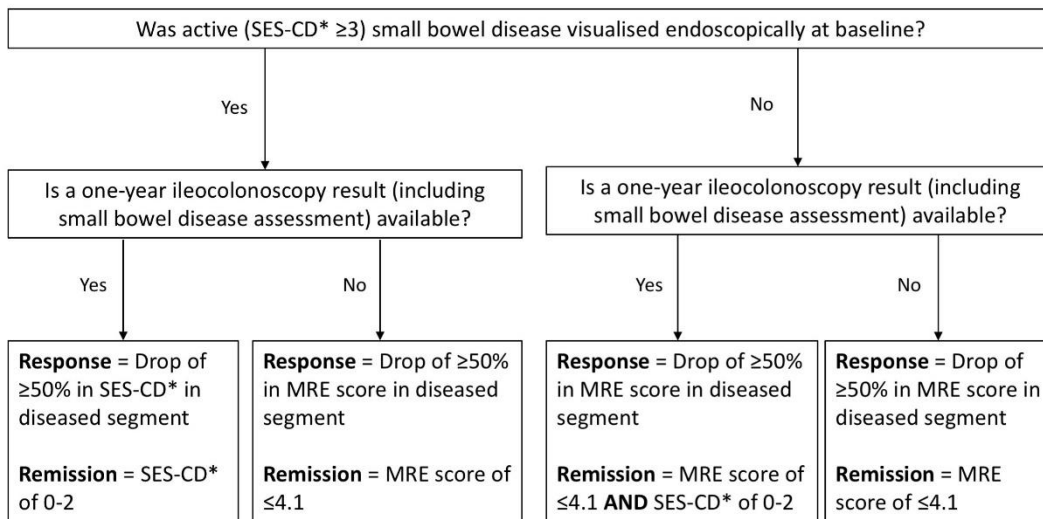 Was active (SES-CD* ≥3) small bowel disease visualised endoscopically at baseline?
Yes
No
Is a one-year ileocolonoscopy result (including
small bowel disease assessment) available?
Is a one-year ileocolonoscopy result (including
small bowel disease assessment) available?
Yes
No
Yes
No
Response = Drop of
≥50% in SES-CD* in
diseased segment
Remission = SES-CD*
of 0-2
Response = Drop of ≥50%
in MRE score in diseased
segment
Remission = MRE score of
≤4.1
Response = Drop of ≥50%
in MRE score in diseased
segment
Remission = MRE score of
≤4.1 AND SES-CD* of 0-2
Response = Drop of
≥50% in MRE score in
diseased segment
Remission = MRE
score of ≤4.1